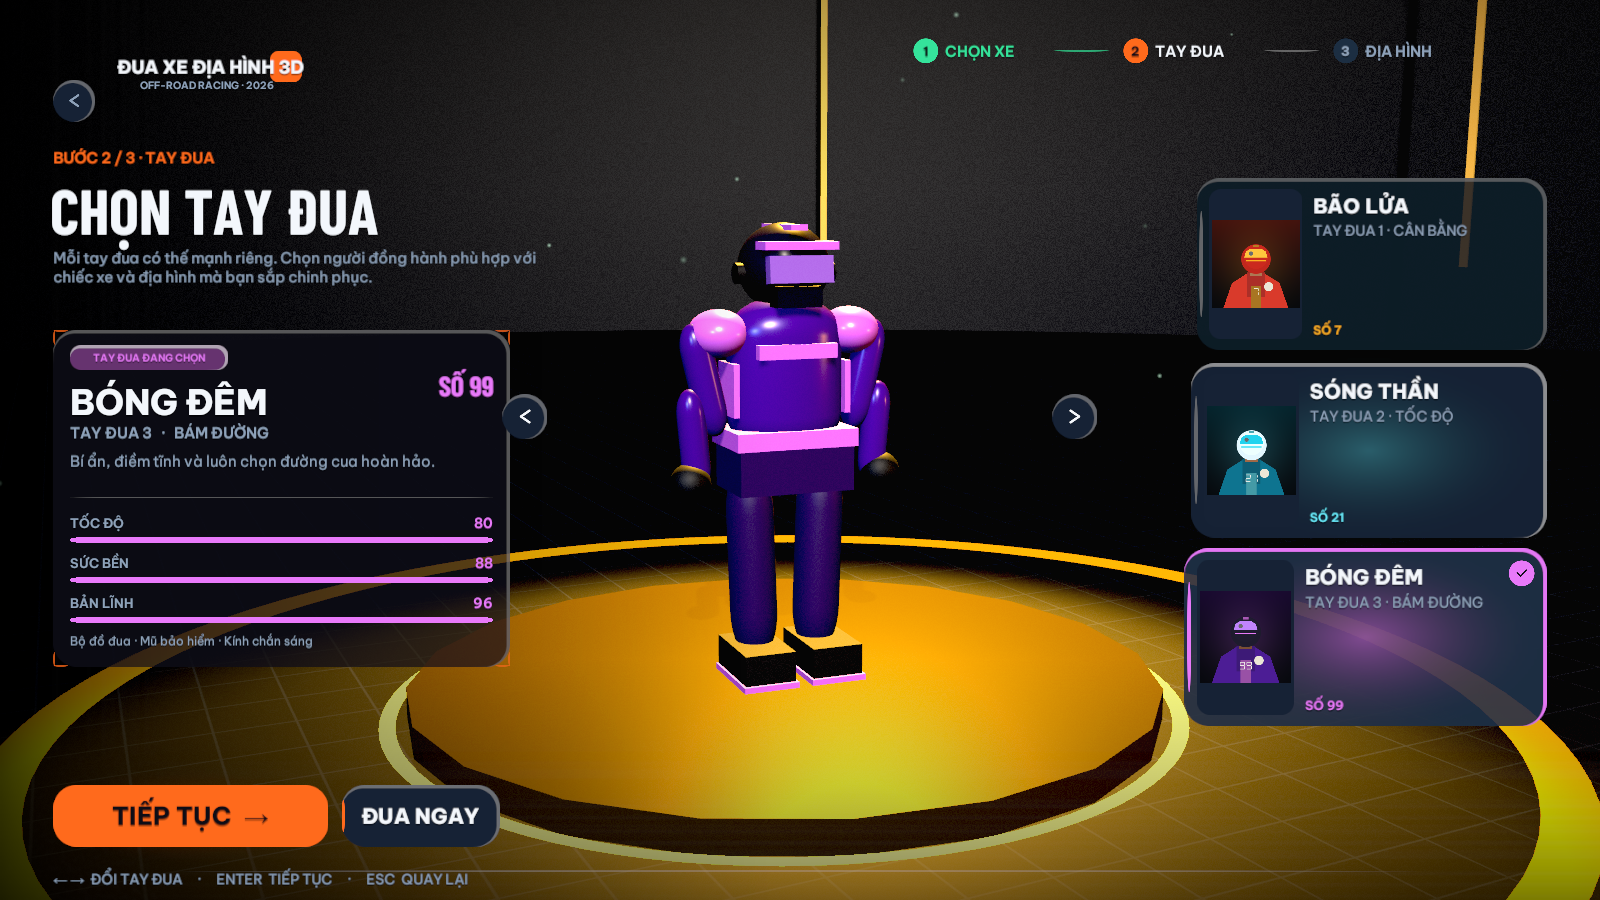 ĐUA XE ĐỊA HÌNH 3D
OFF-ROAD RACING · 2026
1 CHỌN XE
2 TAY ĐUA
3 ĐỊA HÌNH
<
BƯỚC 2 / 3 · TAY ĐUA
CHỌN TAY ĐUA
Mỗi tay đua có thế mạnh riêng. Chọn người đồng hành phù hợp với
chiếc xe và địa hình mà bạn sắp chinh phục.
TAY ĐUA ĐANG CHỌN
SỐ 99
BÓNG ĐÊM
TAY ĐUA 3 · BÁM ĐƯỜNG
Bí ẩn, điềm tĩnh và luôn chọn đường cua hoàn hảo.
TỐC ĐỘ 80
SỨC BỀN 88
BẢN LĨNH 96
Bộ đồ đua · Mũ bảo hiểm · Kính chắn sáng
<
>
BÃO LỬA
TAY ĐUA 1 · CÂN BẰNG
7
SỐ 7
SÓNG THẦN
TAY ĐUA 2 · TỐC ĐỘ
21
SỐ 21
BÓNG ĐÊM
TAY ĐUA 3 · BÁM ĐƯỜNG
99
SỐ 99
TIẾP TỤC →
ĐUA NGAY
←→ ĐỔI TAY ĐUA · ENTER TIẾP TỤC · ESC QUAY LẠI